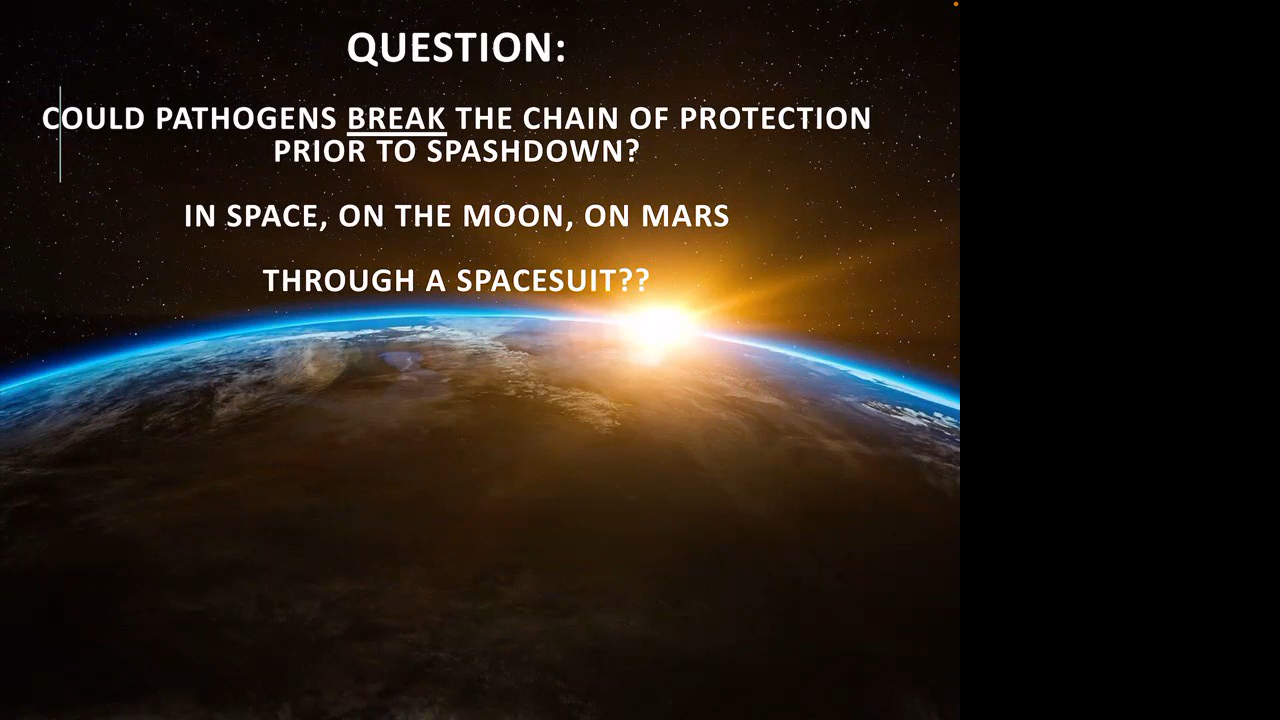 QUESTION:
COULD PATHOGENS BREAK THE CHAIN OF PROTECTION
PRIOR TO SPASHDOWN?
IN SPACE, ON THE MOON, ON MARS
THROUGH A SPACESUIT??